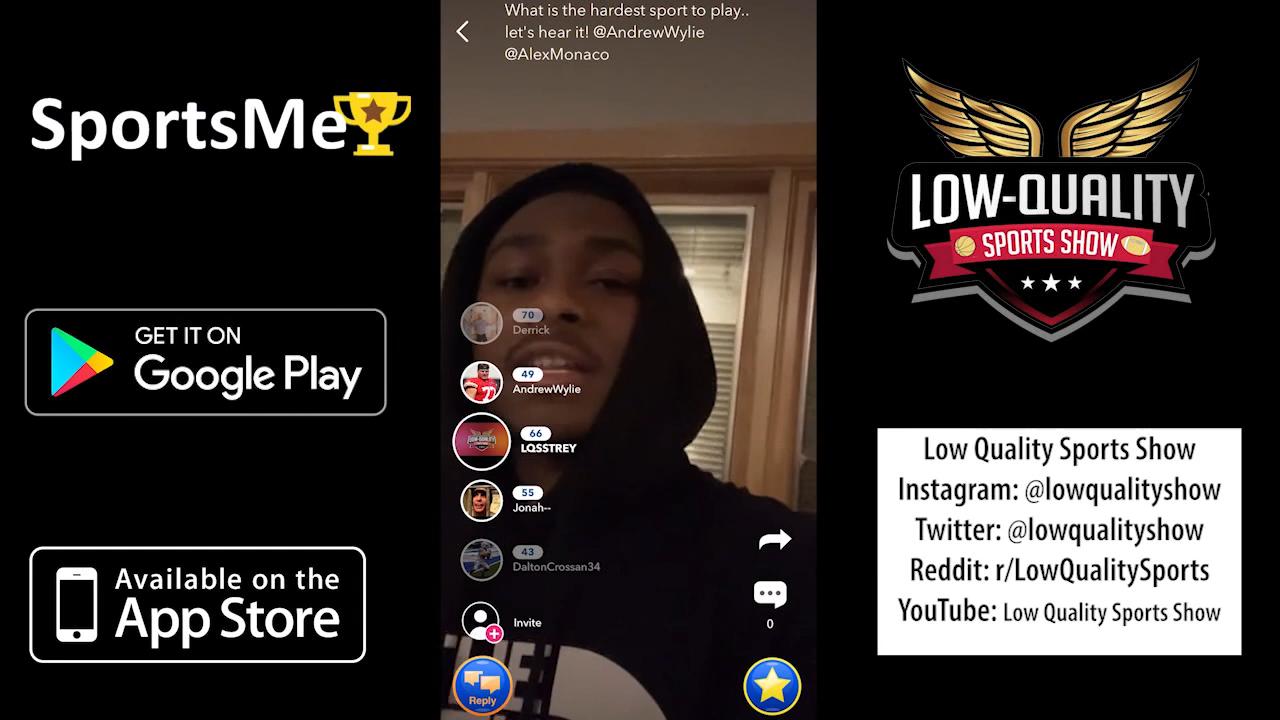 SportsMe
GET IT ON
Google Play
Available on the
App Store
What is the hardest sport to play..
let's hear it! @AndrewWylie
@AlexMonaco
70
Derrick
49
AndrewWylie
66
LQSSTREY
55
Jonah--
43
DaltonCrossan34
Invite
Reply
0
LOW-QUALITY
SPORTS SHOW
Low Quality Sports Show
Instagram: @lowqualityshow
Twitter: @lowqualityshow
Reddit: r/LowQualitySports
YouTube: Low Quality Sports Show